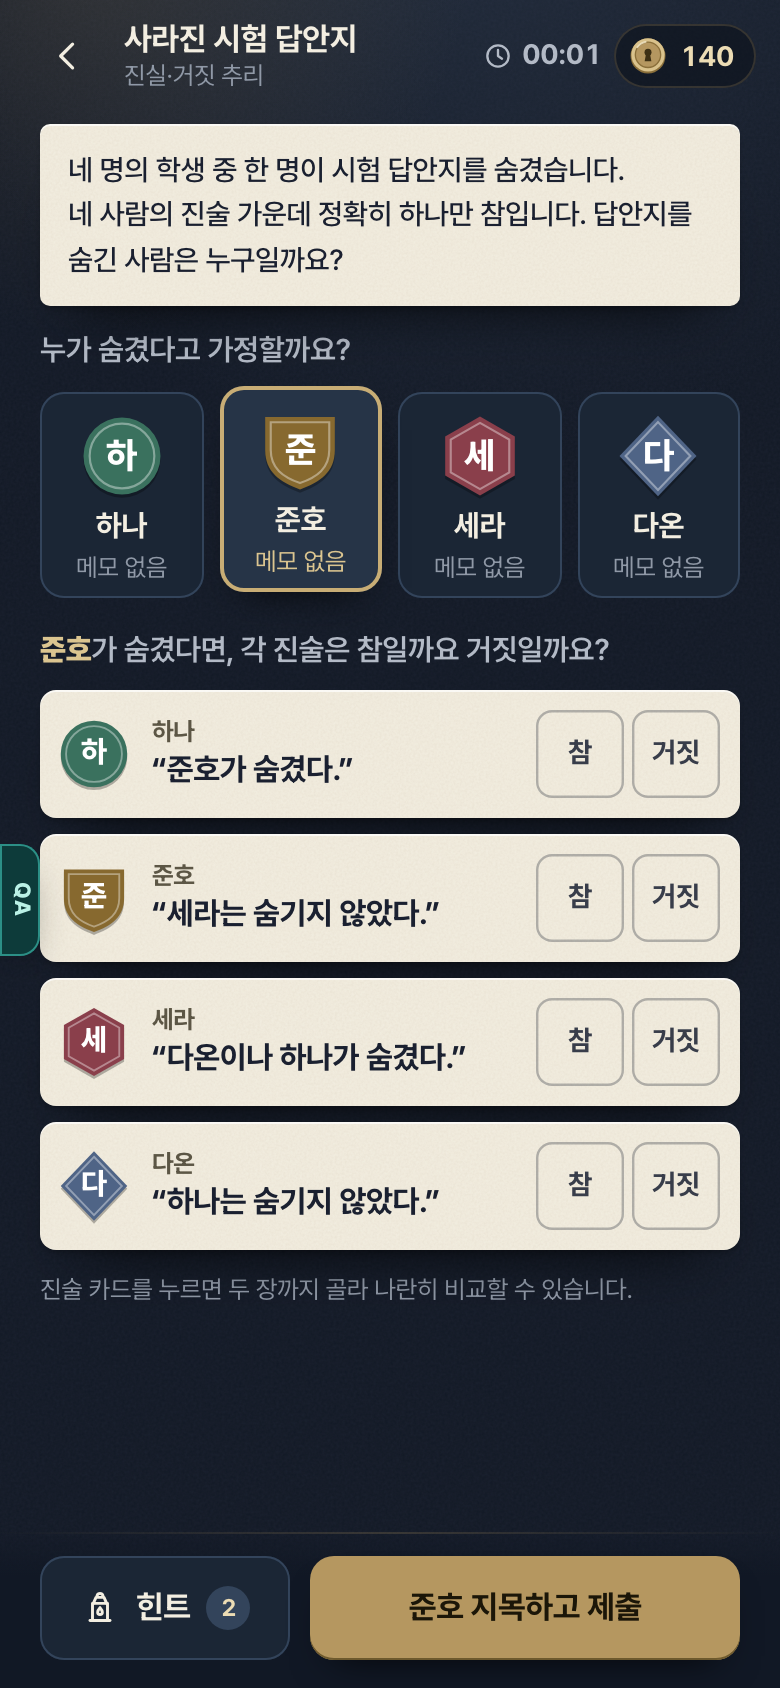 사라진 시험 답안지
진실·거짓 추리
00:01
140
네 명의 학생 중 한 명이 시험 답안지를 숨겼습니다.
네 사람의 진술 가운데 정확히 하나만 참입니다. 답안지를
숨긴 사람은 누구일까요?
누가 숨겼다고 가정할까요?
하
하나
메모 없음
준
준호
메모 없음
세
세라
메모 없음
다
다온
메모 없음
준호가 숨겼다면, 각 진술은 참일까요 거짓일까요?
하
하나
“준호가 숨겼다.”
참
거짓
QA
준
준호
“세라는 숨기지 않았다.”
참
거짓
세
세라
“다온이나 하나가 숨겼다.”
참
거짓
다
다온
“하나는 숨기지 않았다.”
참
거짓
진술 카드를 누르면 두 장까지 골라 나란히 비교할 수 있습니다.
힌트 2
준호 지목하고 제출